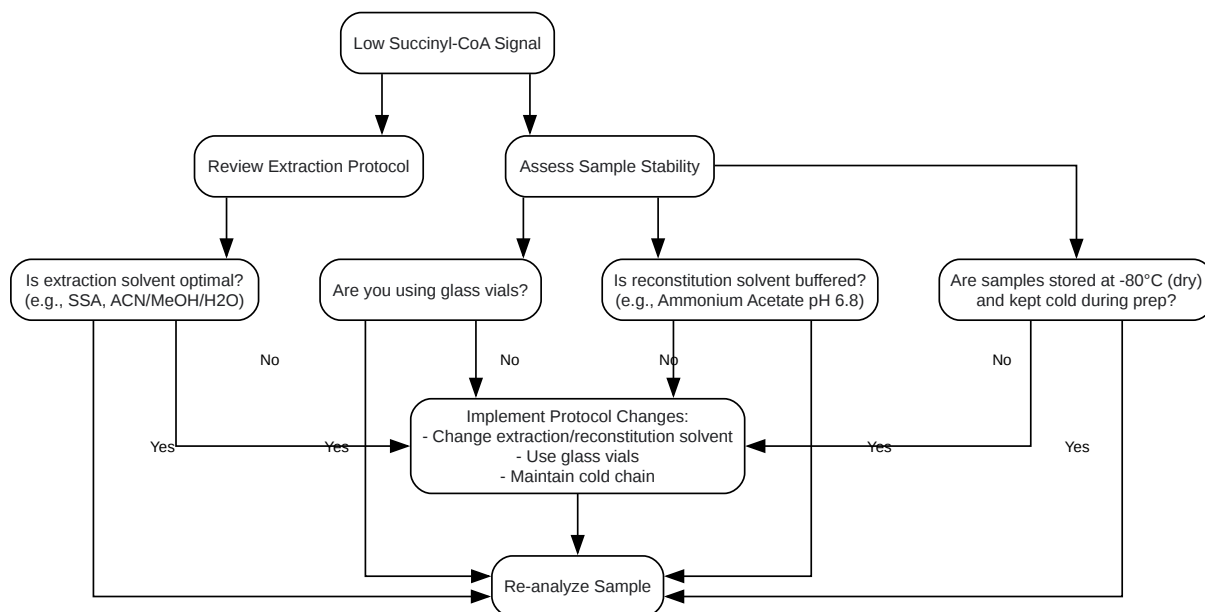 Low Succinyl-CoA Signal
Review Extraction Protocol
Assess Sample Stability
Is extraction solvent optimal?
(e.g., SSA, ACN/MeOH/H2O)
Are you using glass vials?
Is reconstitution solvent buffered?
(e.g., Ammonium Acetate pH 6.8)
Are samples stored at -80°C (dry)
and kept cold during prep?
No
No
No
No
Implement Protocol Changes:
- Change extraction/reconstitution solvent
- Use glass vials
- Maintain cold chain
Yes
Yes
Yes
Yes
Re-analyze Sample